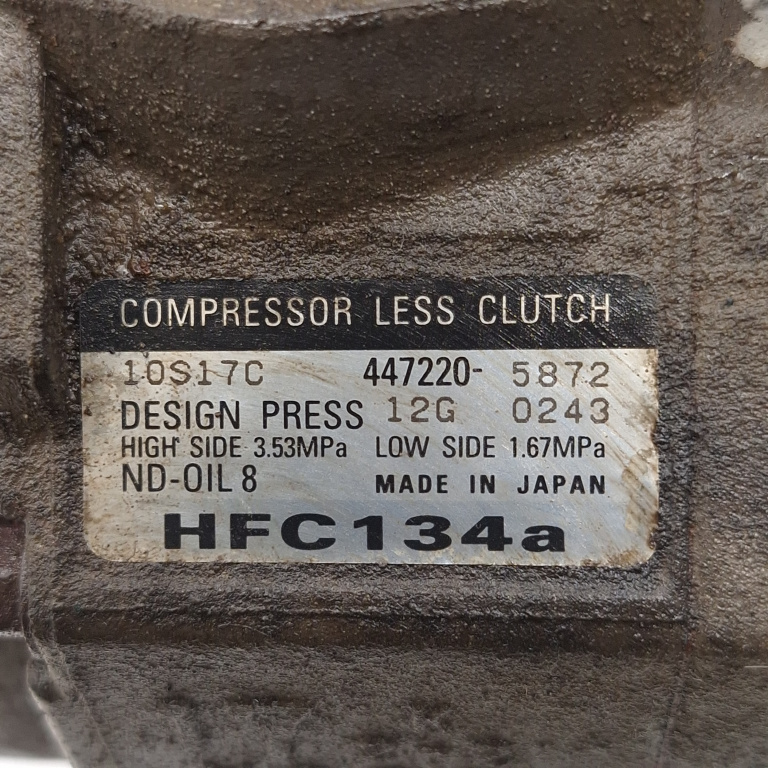 COMPRESSOR LESS CLUTCH
10S17C 447220- 5872
DESIGN PRESS 12G 0243
HIGH SIDE 3.53MPa LOW SIDE 1.67MPa
ND-OIL 8 MADE IN JAPAN
HFC134a